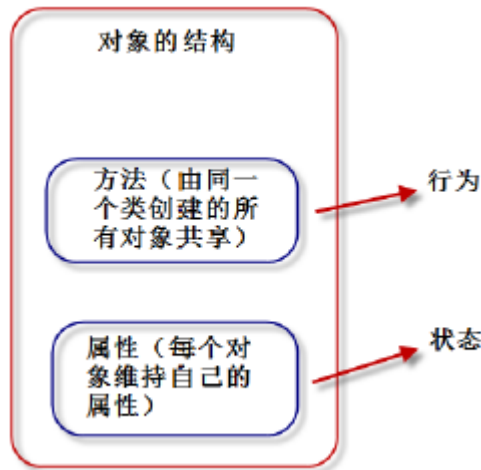 对象的结构
方法（由同一
个类创建的所
有对象共享）
行为
属性（每个对
象维持自己的
属性）
状态